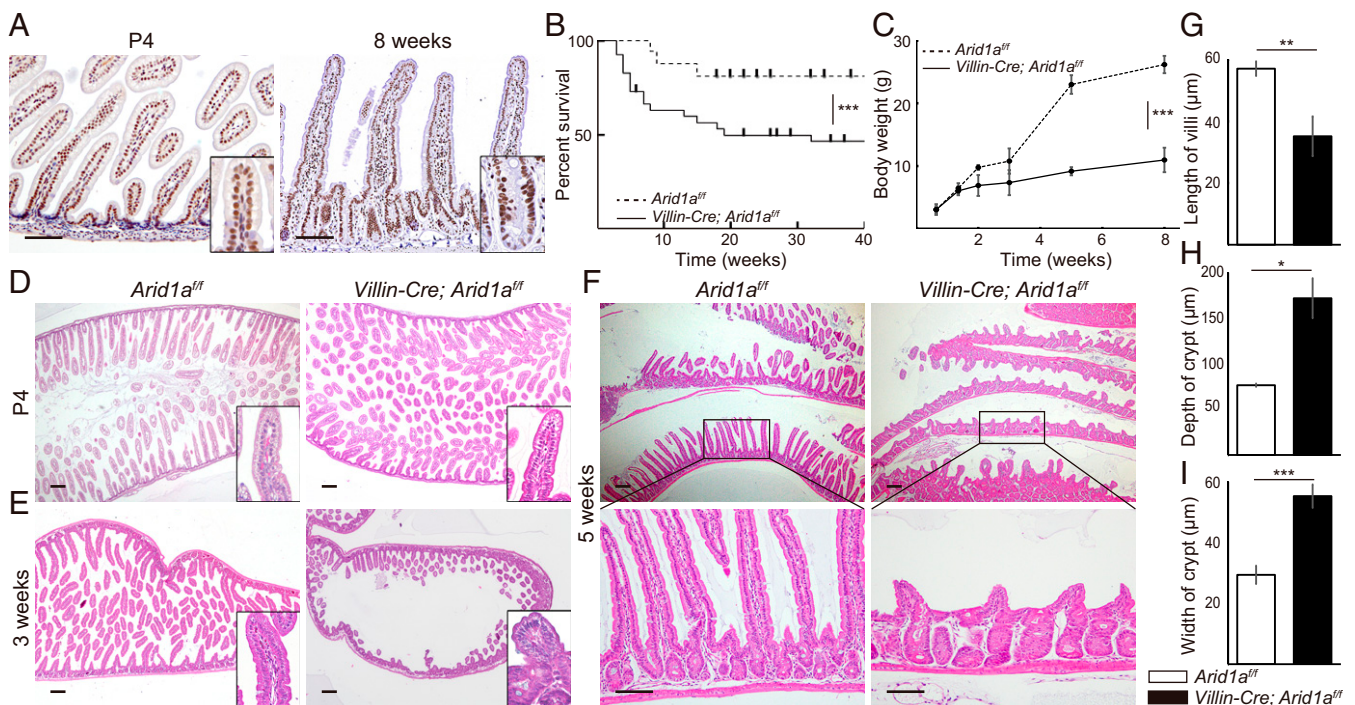 A
P4
8 weeks
B
100
50
Percent survival
Arid1a^f/f
Villin-Cre; Arid1a^f/f
***
0
10
20
30
40
Time (weeks)
C
30
20
10
Body weight (g)
Arid1a^f/f
Villin-Cre; Arid1a^f/f
***
2
4
6
8
Time (weeks)
G
**
60
40
20
Length of villi (μm)
D
Arid1a^f/f
Villin-Cre; Arid1a^f/f
P4
E
3 weeks
F
Arid1a^f/f
Villin-Cre; Arid1a^f/f
5 weeks
H
*
200
150
100
50
Depth of crypt (μm)
I
***
60
40
20
Width of crypt (μm)
Arid1a^f/f
Villin-Cre; Arid1a^f/f